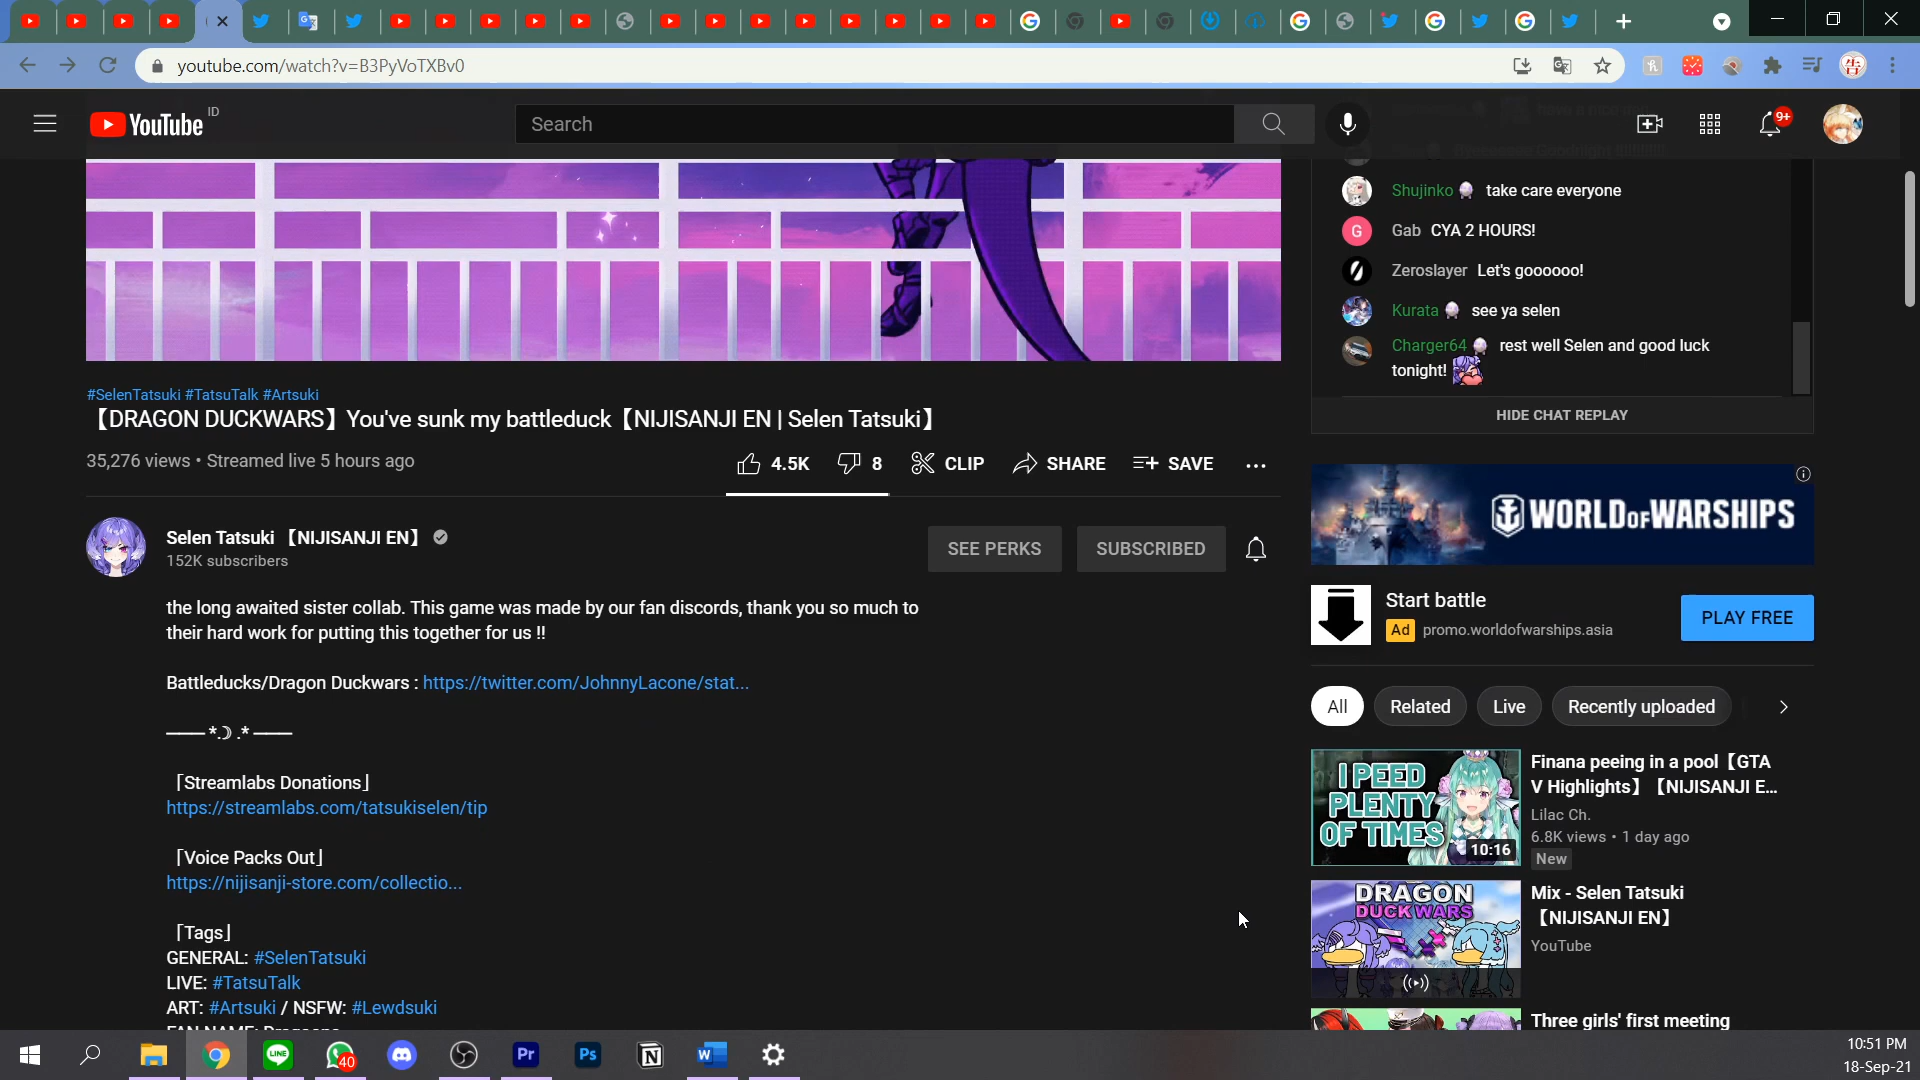 youtube.com/watch?v=B3PyVoTXBv0
YouTube ID
Search
9+
Shujinko take care everyone
G Gab CYA 2 HOURS!
Zeroslayer Let's goooooo!
Kurata see ya selen
Charger64 rest well Selen and good luck
tonight!
HIDE CHAT REPLAY
#SelenTatsuki #TatsuTalk #Artsuki
【DRAGON DUCKWARS】You've sunk my battleduck【NIJISANJI EN | Selen Tatsuki】
35,276 views • Streamed live 5 hours ago
4.5K 8 CLIP SHARE SAVE
Selen Tatsuki 【NIJISANJI EN】
152K subscribers
SEE PERKS
SUBSCRIBED
the long awaited sister collab. This game was made by our fan discords, thank you so much to
their hard work for putting this together for us !!
Battleducks/Dragon Duckwars : https://twitter.com/JohnnyLacone/stat...
——— *.☽ .* ———
「Streamlabs Donations」
https://streamlabs.com/tatsukiselen/tip
「Voice Packs Out」
https://nijisanji-store.com/collectio...
「Tags」
GENERAL: #SelenTatsuki
LIVE: #TatsuTalk
ART: #Artsuki / NSFW: #Lewdsuki
WORLD OF WARSHIPS
Start battle
Ad promo.worldofwarships.asia
PLAY FREE
All Related Live Recently uploaded
I PEED
PLENTY
OF TIMES
10:16
Finana peeing in a pool【GTA
V Highlights】【NIJISANJI E...
Lilac Ch.
6.8K views • 1 day ago
New
DRAGON
DUCKWARS
Mix - Selen Tatsuki
【NIJISANJI EN】
YouTube
Three girls' first meeting
LINE
40
Pr
Ps
N
W
10:51 PM
18-Sep-21